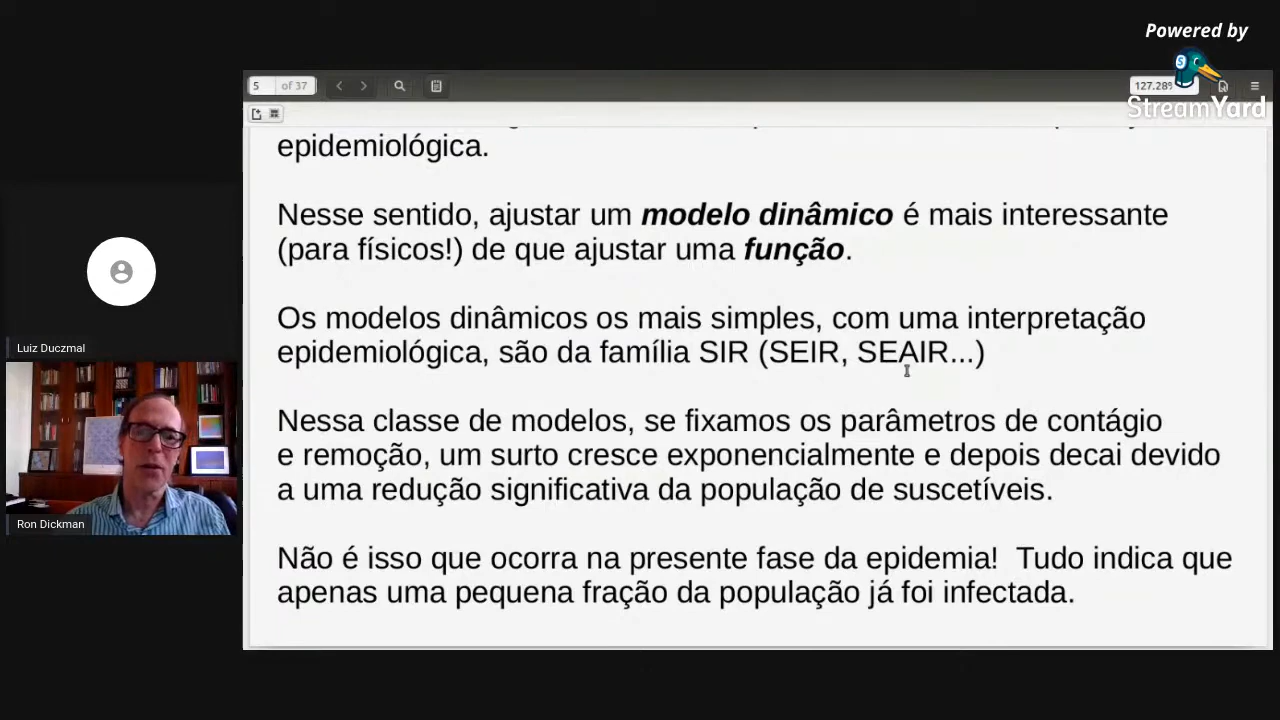 Powered by
StreamYard
5 of 37
127.28%
epidemiológica.
Nesse sentido, ajustar um modelo dinâmico é mais interessante
(para físicos!) de que ajustar uma função.
Os modelos dinâmicos os mais simples, com uma interpretação
epidemiológica, são da família SIR (SEIR, SEAIR...)
Nessa classe de modelos, se fixamos os parâmetros de contágio
e remoção, um surto cresce exponencialmente e depois decai devido
a uma redução significativa da população de suscetíveis.
Não é isso que ocorra na presente fase da epidemia! Tudo indica que
apenas uma pequena fração da população já foi infectada.
Luiz Duczmal
Ron Dickman